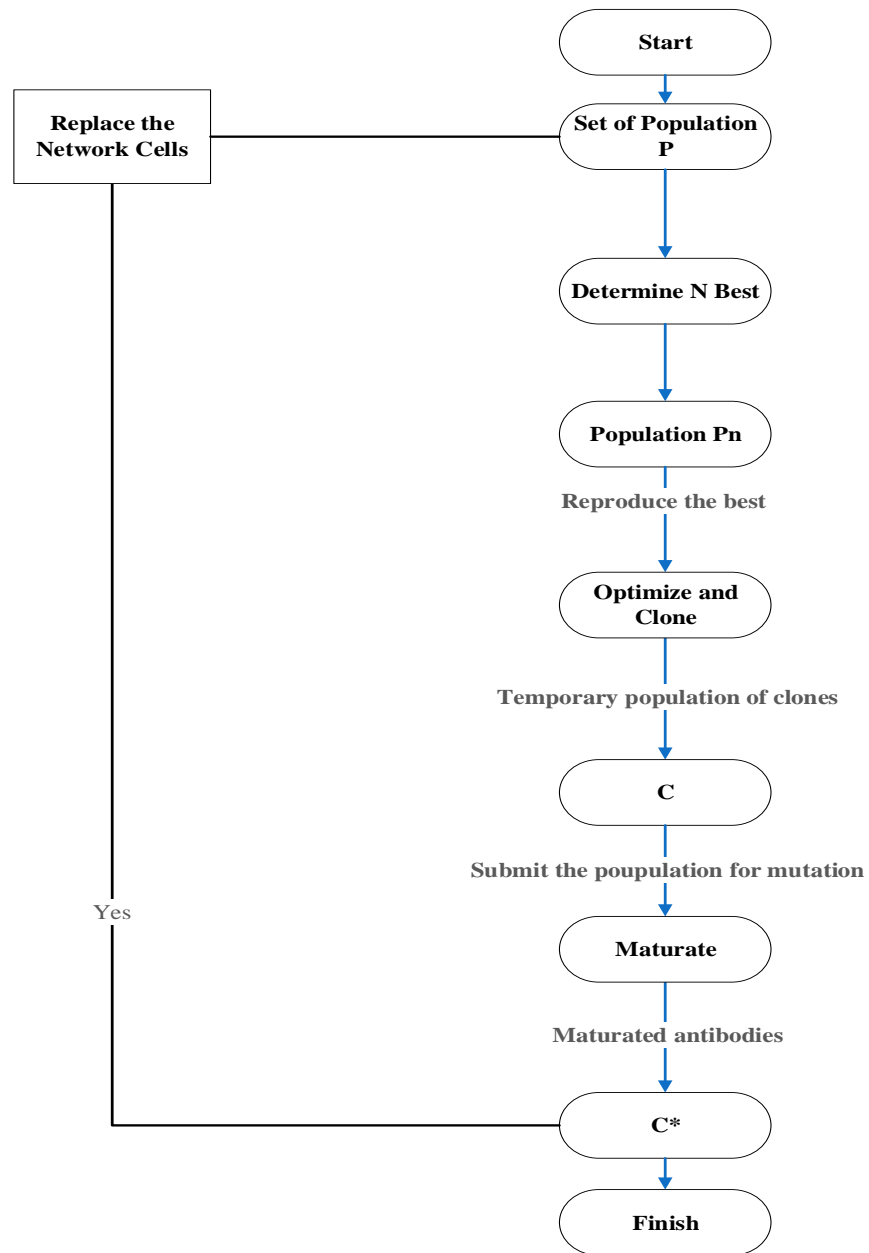 Start
Replace the
Network Cells
Set of Population
P
Determine N Best
Population Pn
Reproduce the best
Optimize and
Clone
Temporary population of clones
C
Submit the poupulation for mutation
Yes
Maturate
Maturated antibodies
C*
Finish